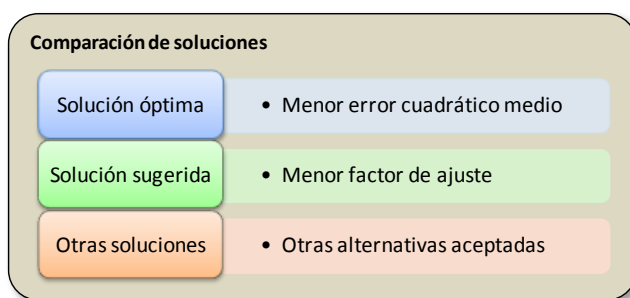 Comparación de soluciones
Solución óptima
• Menor error cuadrático medio
Solución sugerida
• Menor factor de ajuste
Otras soluciones
• Otras alternativas aceptadas